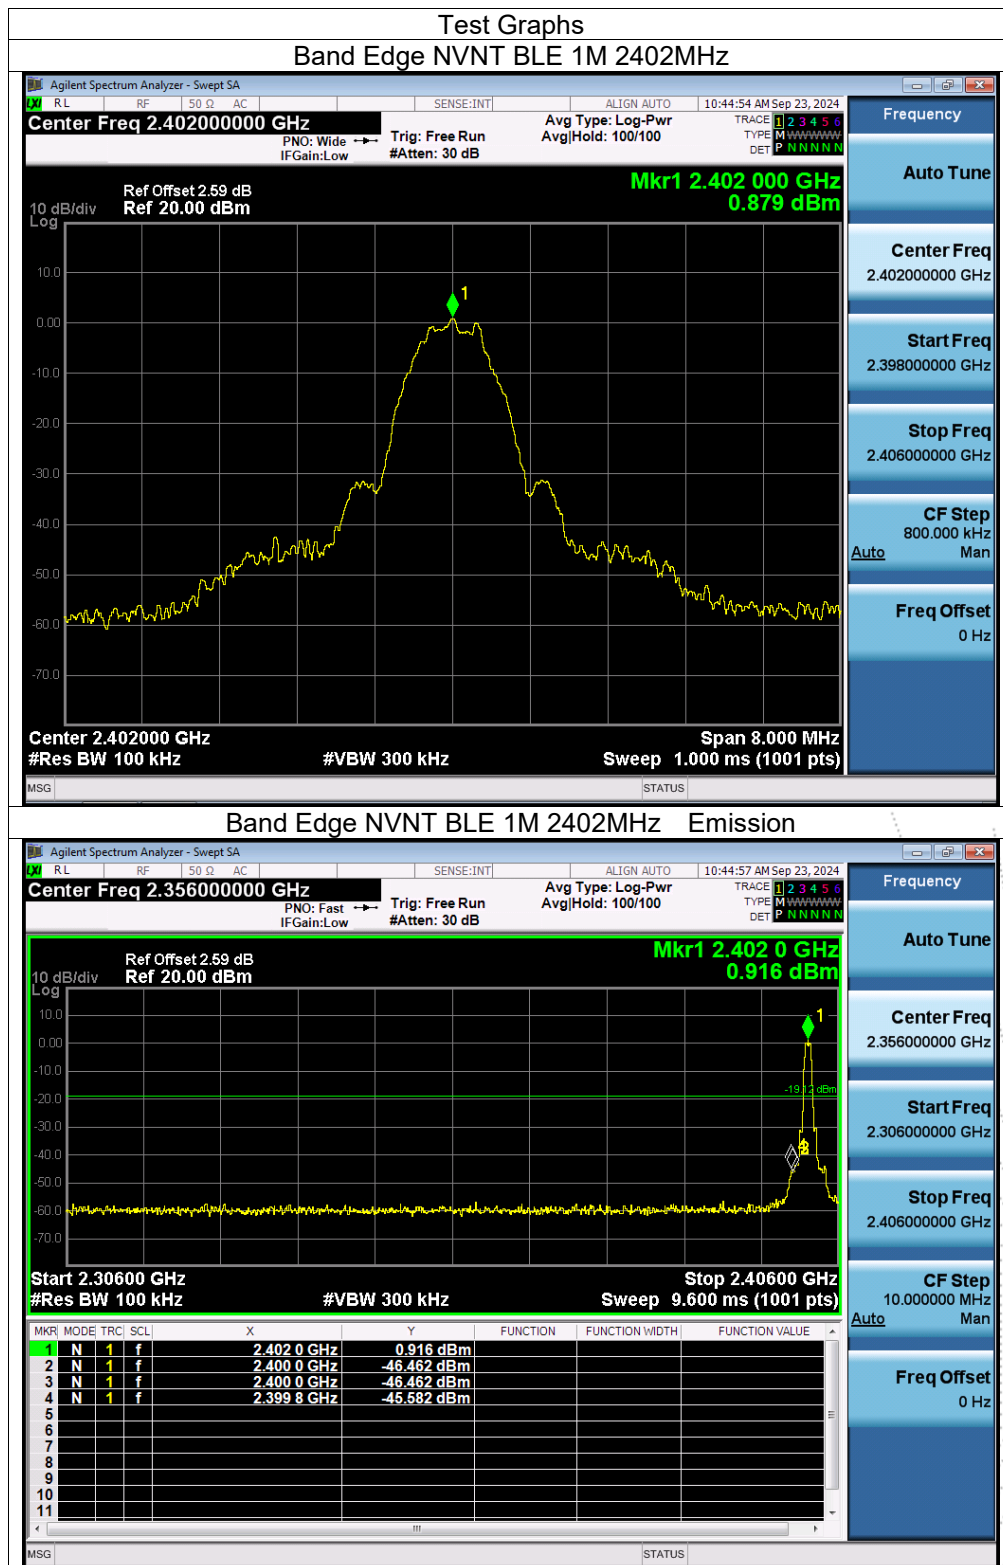 Test Graphs
Band Edge NVNT BLE 1M 2402MHz
Agilent Spectrum Analyzer - Swept SA
LXI RL RF 50 Ω AC SENSE:INT ALIGN AUTO 10:44:54 AM Sep 23, 2024
Center Freq 2.402000000 GHz
PNO: Wide
IFGain:Low
Trig: Free Run
#Atten: 30 dB
Avg Type: Log-Pwr
Avg|Hold: 100/100
TRACE 1 2 3 4 5 6
TYPE M W W W W W
DET P N N N N N
Mkr1 2.402 000 GHz
0.879 dBm
Ref Offset 2.59 dB
10 dB/div Ref 20.00 dBm
Log
10.0
0.00
-10.0
-20.0
-30.0
-40.0
-50.0
-60.0
-70.0
1
Center 2.402000 GHz Span 8.000 MHz
#Res BW 100 kHz #VBW 300 kHz Sweep 1.000 ms (1001 pts)
MSG STATUS
Frequency
Auto Tune
Center Freq
2.402000000 GHz
Start Freq
2.398000000 GHz
Stop Freq
2.406000000 GHz
CF Step
800.000 kHz
Auto Man
Freq Offset
0 Hz
Band Edge NVNT BLE 1M 2402MHz Emission
Agilent Spectrum Analyzer - Swept SA
LXI RL RF 50 Ω AC SENSE:INT ALIGN AUTO 10:44:57 AM Sep 23, 2024
Center Freq 2.356000000 GHz
PNO: Fast
IFGain:Low
Trig: Free Run
#Atten: 30 dB
Avg Type: Log-Pwr
Avg|Hold: 100/100
TRACE 1 2 3 4 5 6
TYPE M W W W W W
DET P N N N N N
Mkr1 2.402 0 GHz
0.916 dBm
Ref Offset 2.59 dB
10 dB/div Ref 20.00 dBm
Log
10.0
0.00
-10.0
-20.0
-30.0
-40.0
-50.0
-60.0
-70.0
1
-19.12 dBm
Start 2.30600 GHz Stop 2.40600 GHz
#Res BW 100 kHz #VBW 300 kHz Sweep 9.600 ms (1001 pts)
MKR MODE TRC SCL X Y FUNCTION FUNCTION WIDTH FUNCTION VALUE
1 N 1 f 2.402 0 GHz 0.916 dBm
2 N 1 f 2.400 0 GHz -46.462 dBm
3 N 1 f 2.400 0 GHz -46.462 dBm
4 N 1 f 2.399 8 GHz -45.582 dBm
5
6
7
8
9
10
11
MSG STATUS
Frequency
Auto Tune
Center Freq
2.356000000 GHz
Start Freq
2.306000000 GHz
Stop Freq
2.406000000 GHz
CF Step
10.000000 MHz
Auto Man
Freq Offset
0 Hz